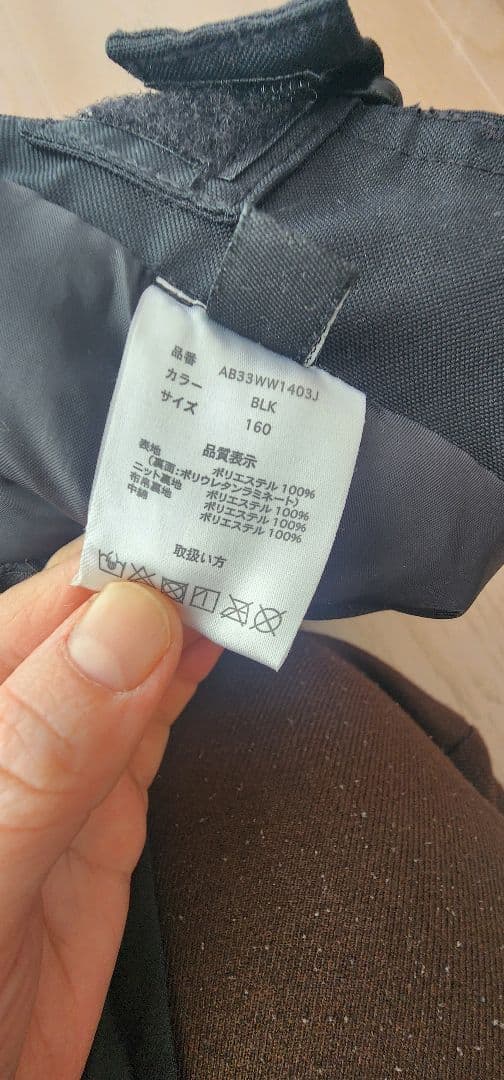 品番 AB33WW1403J
カラー BLK
サイズ 160
品質表示
表地 ポリエステル 100%
(裏面:ポリウレタンラミネート)
ニット裏地 ポリエステル 100%
布帛裏地 ポリエステル 100%
中綿 ポリエステル 100%
取扱い方